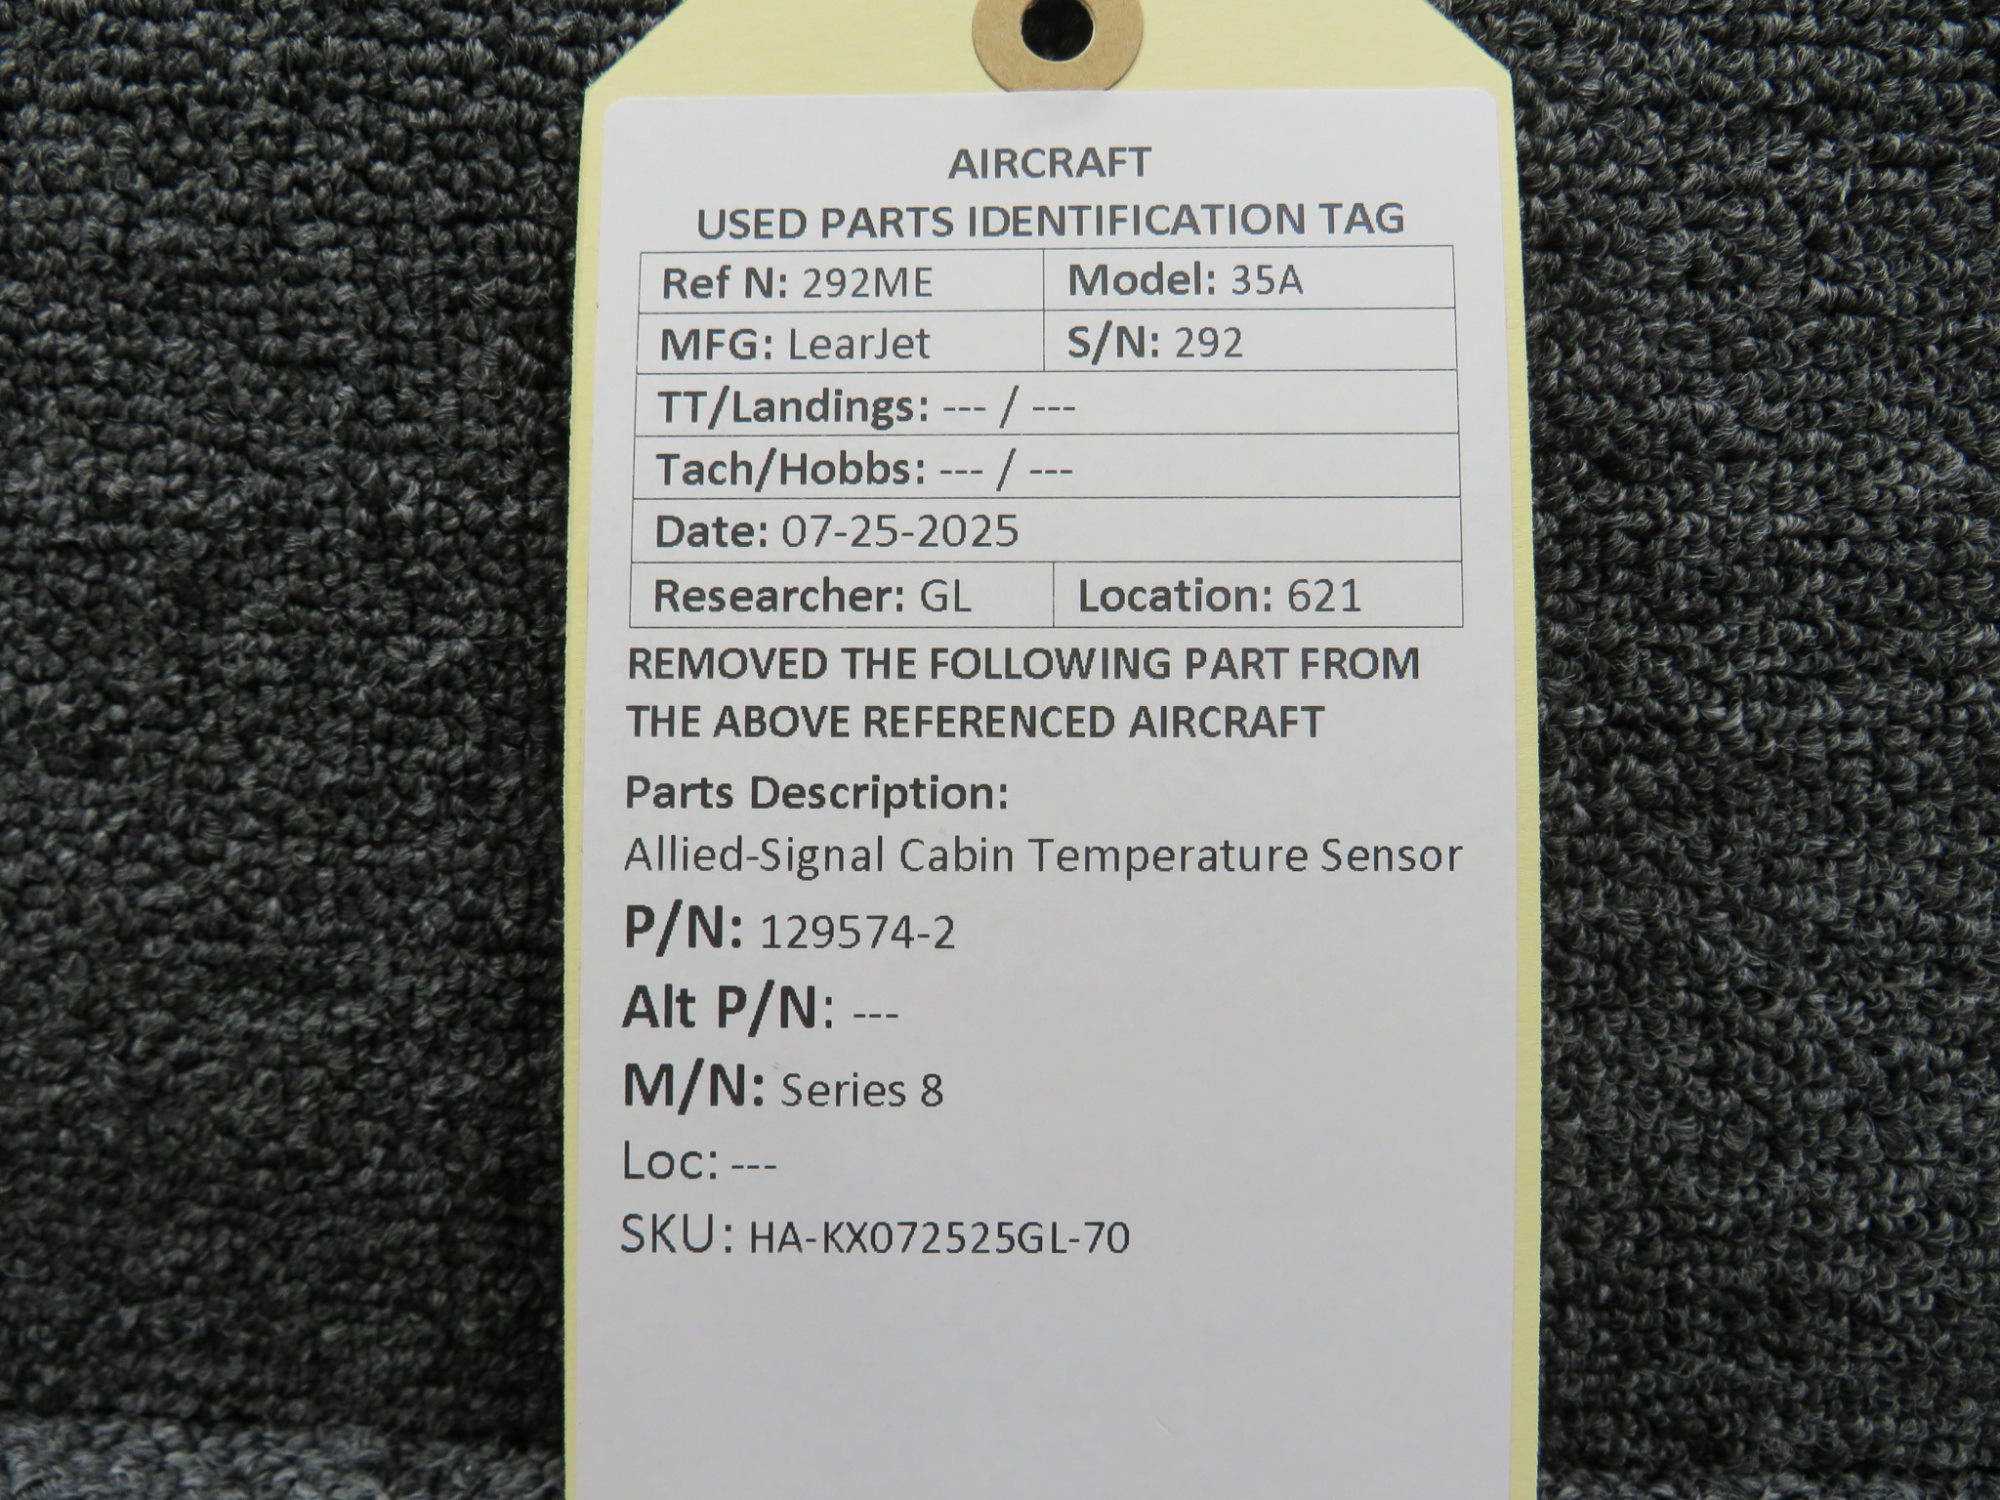 AIRCRAFT
USED PARTS IDENTIFICATION TAG
Ref N: 292ME Model: 35A
MFG: LearJet S/N: 292
TT/Landings: --- / ---
Tach/Hobbs: --- / ---
Date: 07-25-2025
Researcher: GL Location: 621
REMOVED THE FOLLOWING PART FROM
THE ABOVE REFERENCED AIRCRAFT
Parts Description:
Allied-Signal Cabin Temperature Sensor
P/N: 129574-2
Alt P/N: ---
M/N: Series 8
Loc: ---
SKU: HA-KX072525GL-70